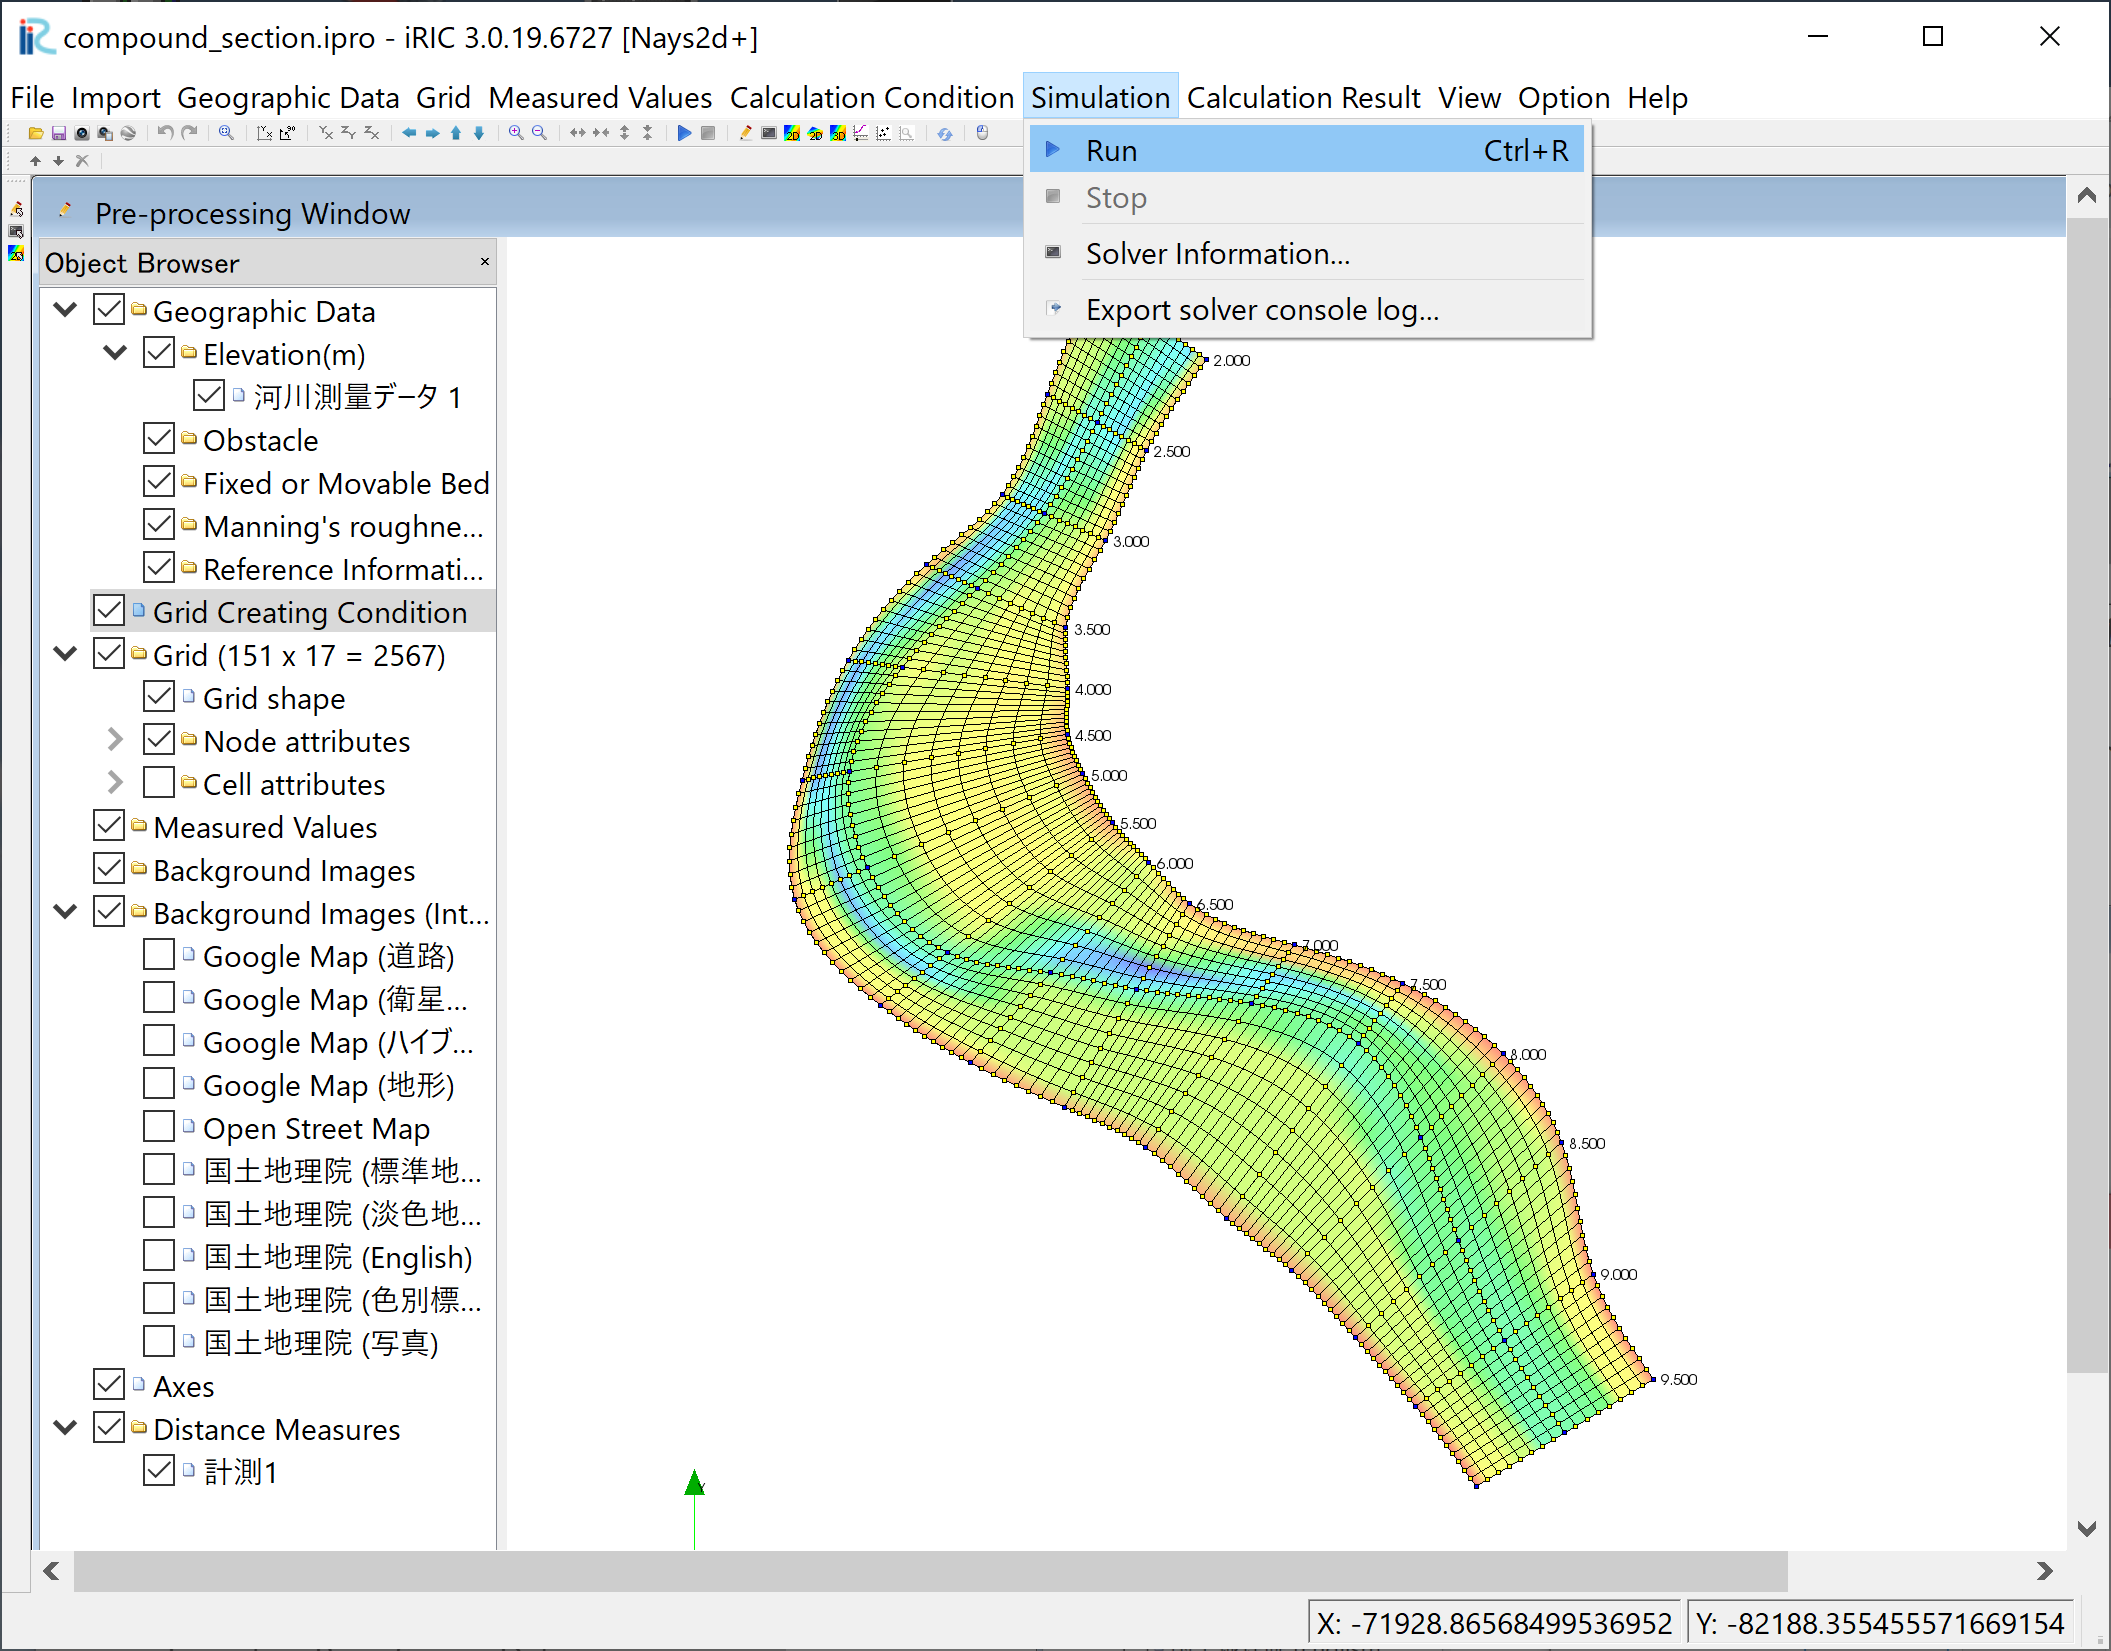 compound_section.ipro - iRIC 3.0.19.6727 [Nays2d+]
File Import Geographic Data Grid Measured Values Calculation Condition Simulation Calculation Result View Option Help
Run Ctrl+R
Stop
Solver Information...
Export solver console log...
Pre-processing Window
Object Browser
Geographic Data
Elevation(m)
河川測量データ 1
Obstacle
Fixed or Movable Bed
Manning's roughne...
Reference Informati...
Grid Creating Condition
Grid (151 x 17 = 2567)
Grid shape
Node attributes
Cell attributes
Measured Values
Background Images
Background Images (Int...
Google Map (道路)
Google Map (衛星...
Google Map (ハイブ...
Google Map (地形)
Open Street Map
国土地理院 (標準地...
国土地理院 (淡色地...
国土地理院 (English)
国土地理院 (色別標...
国土地理院 (写真)
Axes
Distance Measures
計測1
2.000
2.500
3.000
3.500
4.000
4.500
5.000
5.500
6.000
6.500
7.000
7.500
8.000
8.500
9.000
9.500
X: -71928.86568499536952 Y: -82188.355455571669154